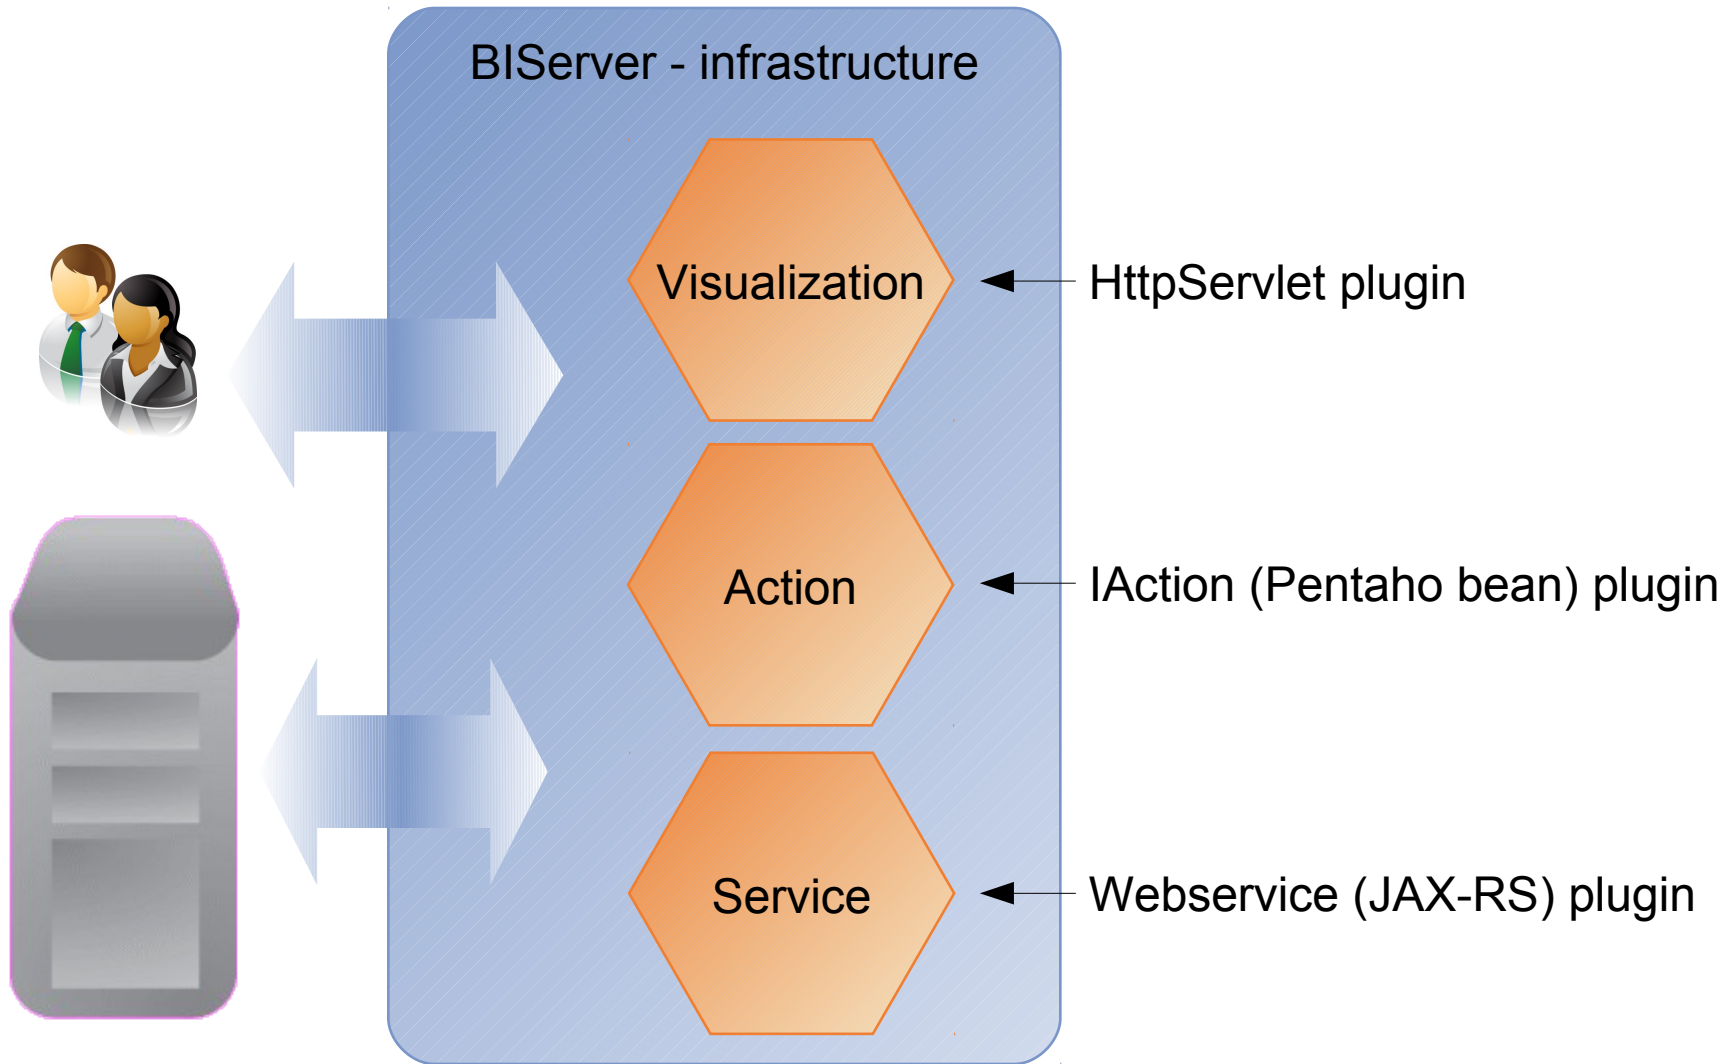 BIServer - infrastructure
Visualization
HttpServlet plugin
Action
IAction (Pentaho bean) plugin
Service
Webservice (JAX-RS) plugin